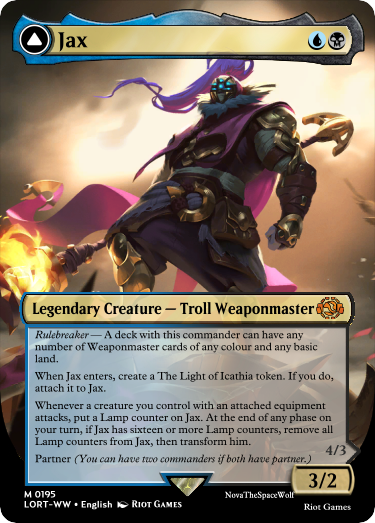 Jax
Legendary Creature — Troll Weaponmaster
Rulebreaker — A deck with this commander can have any
number of Weaponmaster cards of any colour and any basic
land.
When Jax enters, create a The Light of Icathia token. If you do,
attach it to Jax.
Whenever a creature you control with an attached equipment
attacks, put a Lamp counter on Jax. At the end of any phase on
your turn, if Jax has sixteen or more Lamp counters, remove all
Lamp counters from Jax, then transform him.
Partner (You can have two commanders if both have partner.)
4/3
3/2
M 0195
LORT-WW • English Riot Games
NovaTheSpaceWolf
Riot Games